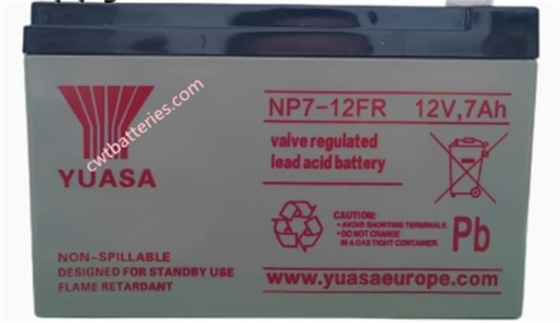 NP7-12FR 12V,7Ah
cwtbatteries.com
YUASA
valve regulated
lead acid battery
CAUTION:
● AVOID SHORTING TERMINALS.
● DO NOT CHARGE
IN A GAS TIGHT CONTAINER.
Pb
NON-SPILLABLE
DESIGNED FOR STANDBY USE
FLAME RETARDANT
www.yuasaeurope.com